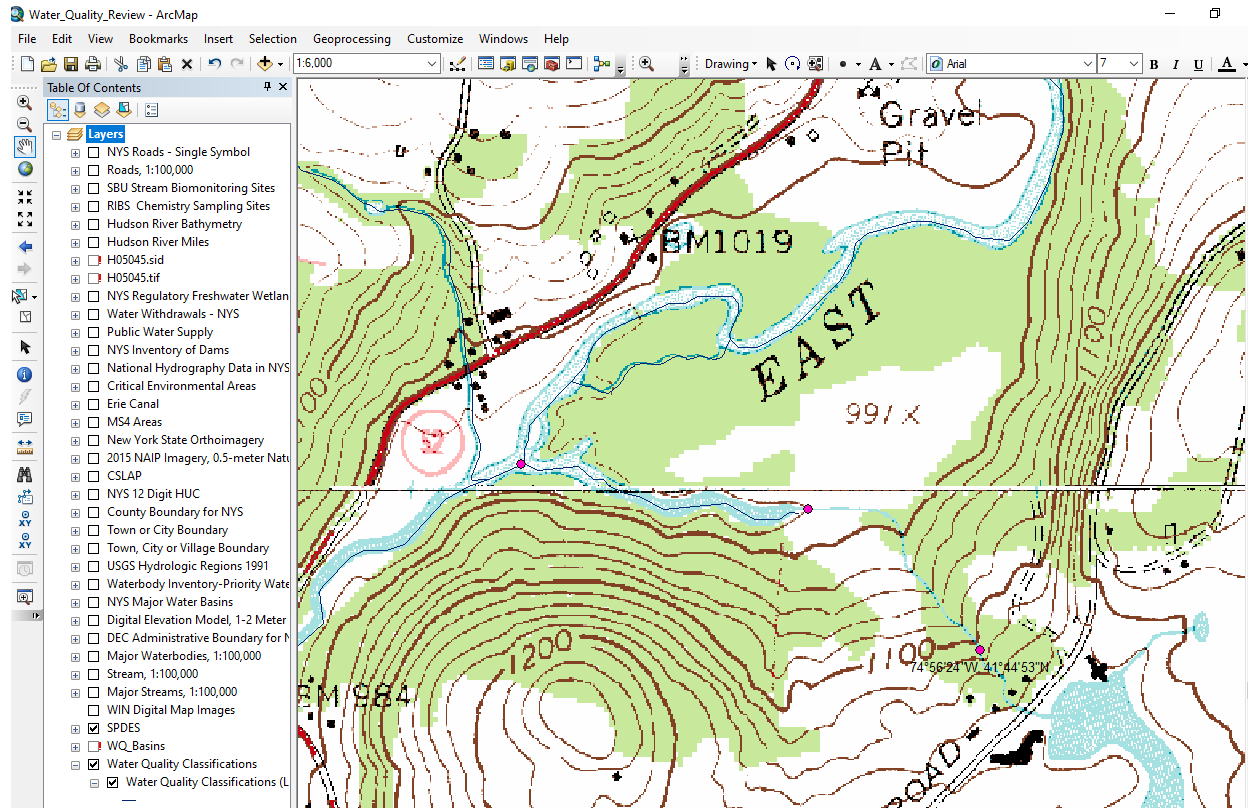 Water_Quality_Review - ArcMap
File Edit View Bookmarks Insert Selection Geoprocessing Customize Windows Help
1:6,000 Drawing A Arial 7 B I U A
Table Of Contents
Layers
NYS Roads - Single Symbol
Roads, 1:100,000
SBU Stream Biomonitoring Sites
RIBS Chemistry Sampling Sites
Hudson River Bathymetry
Hudson River Miles
H05045.sid
H05045.tif
NYS Regulatory Freshwater Wetlan
Water Withdrawals - NYS
Public Water Supply
NYS Inventory of Dams
National Hydrography Data in NYS
Critical Environmental Areas
Erie Canal
MS4 Areas
New York State Orthoimagery
2015 NAIP Imagery, 0.5-meter Natu
CSLAP
NYS 12 Digit HUC
County Boundary for NYS
Town or City Boundary
Town, City or Village Boundary
USGS Hydrologic Regions 1991
Waterbody Inventory-Priority Wate
NYS Major Water Basins
Digital Elevation Model, 1-2 Meter
DEC Administrative Boundary for N
Major Waterbodies, 1:100,000
Stream, 1:100,000
Major Streams, 1:100,000
WIN Digital Map Images
SPDES
WQ_Basins
Water Quality Classifications
Water Quality Classifications (L
XY
XY
Gravel
Pit
BM1019
EAST
1100
997 X
1200
1100
74°56'24"W 41°44'53"N
BM 984
ROAD